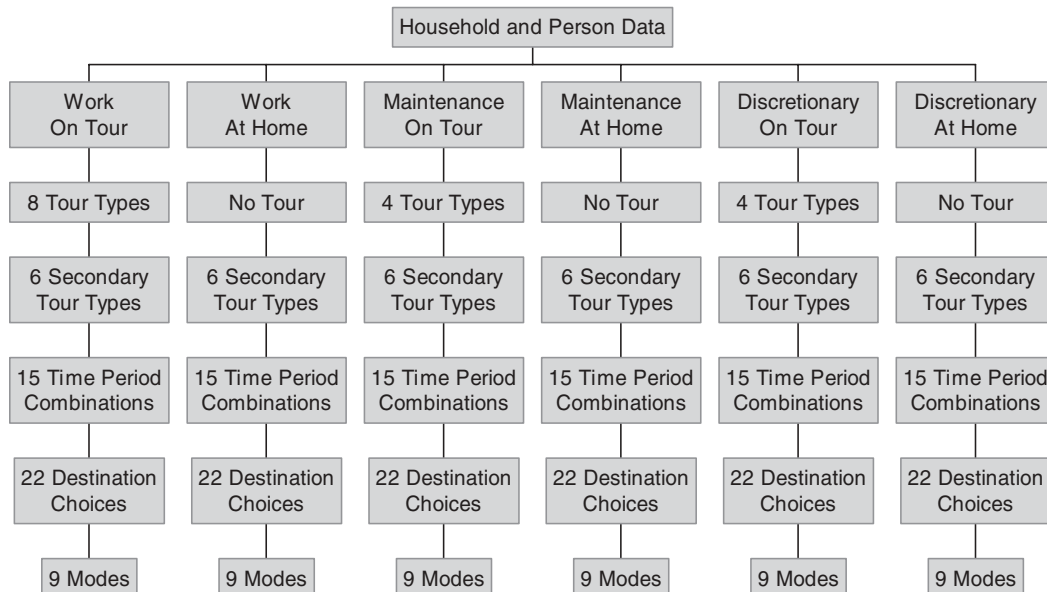 Household and Person Data
Work
On Tour
Work
At Home
Maintenance
On Tour
Maintenance
At Home
Discretionary
On Tour
Discretionary
At Home
8 Tour Types
No Tour
4 Tour Types
No Tour
4 Tour Types
No Tour
6 Secondary
Tour Types
6 Secondary
Tour Types
6 Secondary
Tour Types
6 Secondary
Tour Types
6 Secondary
Tour Types
6 Secondary
Tour Types
15 Time Period
Combinations
15 Time Period
Combinations
15 Time Period
Combinations
15 Time Period
Combinations
15 Time Period
Combinations
15 Time Period
Combinations
22 Destination
Choices
22 Destination
Choices
22 Destination
Choices
22 Destination
Choices
22 Destination
Choices
22 Destination
Choices
9 Modes
9 Modes
9 Modes
9 Modes
9 Modes
9 Modes